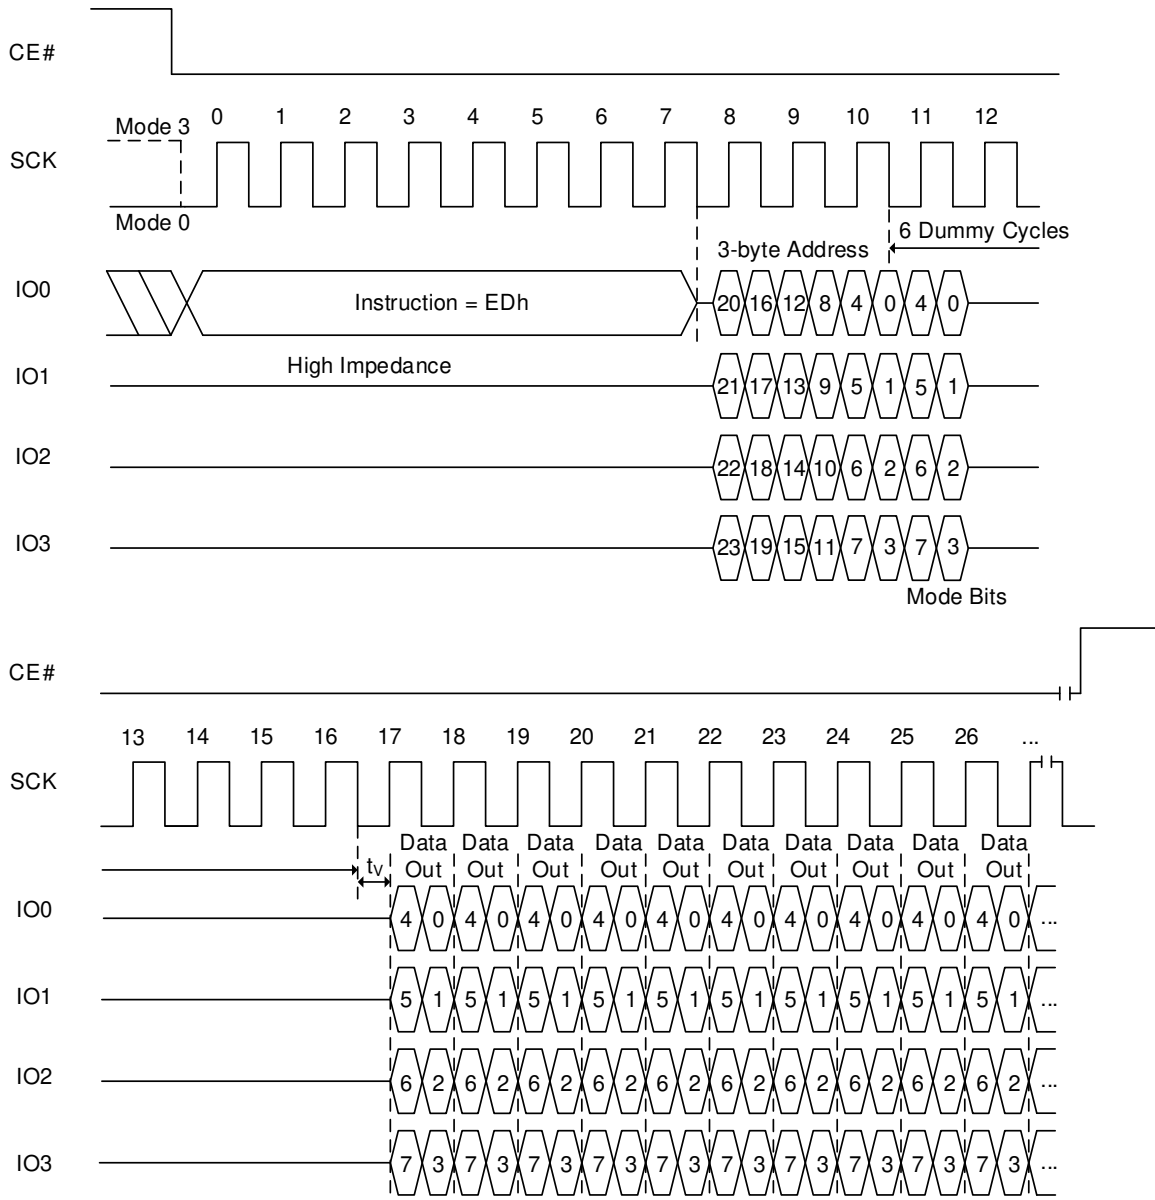 CE#
Mode 3 0 1 2 3 4 5 6 7 8 9 10 11 12
SCK
Mode 0
6 Dummy Cycles
3-byte Address
IO0 Instruction = EDh 20 16 12 8 4 0 4 0
High Impedance
IO1 21 17 13 9 5 1 5 1
IO2 22 18 14 10 6 2 6 2
IO3 23 19 15 11 7 3 7 3
Mode Bits
CE#
13 14 15 16 17 18 19 20 21 22 23 24 25 26 ...
SCK
Data Data Data Data Data Data Data Data Data Data
tV Out Out Out Out Out Out Out Out Out Out
IO0 4 0 4 0 4 0 4 0 4 0 4 0 4 0 4 0 4 0 4 0 ...
IO1 5 1 5 1 5 1 5 1 5 1 5 1 5 1 5 1 5 1 5 1 ...
IO2 6 2 6 2 6 2 6 2 6 2 6 2 6 2 6 2 6 2 6 2 ...
IO3 7 3 7 3 7 3 7 3 7 3 7 3 7 3 7 3 7 3 7 3 ...